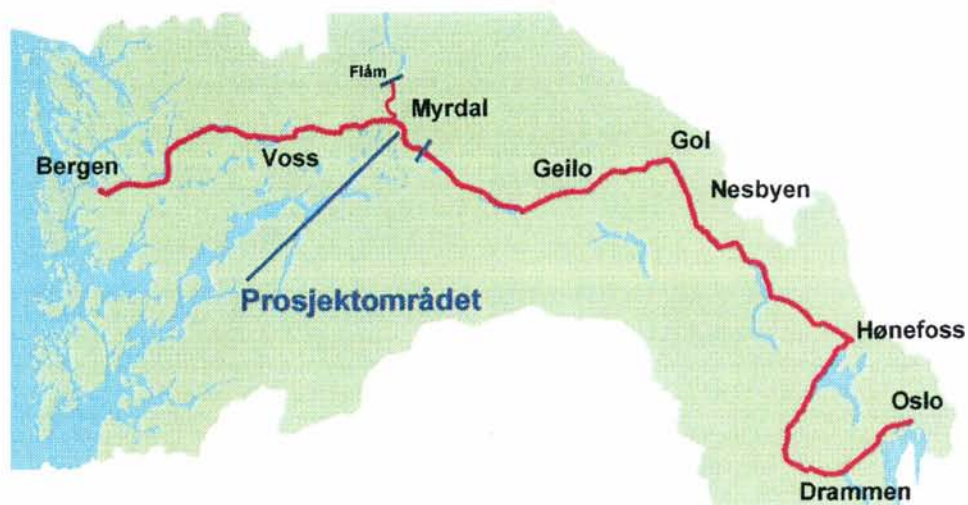 Flåm
Myrdal
Gol
Bergen
Voss
Geilo
Nesbyen
Prosjektområdet
Hønefoss
Oslo
Drammen